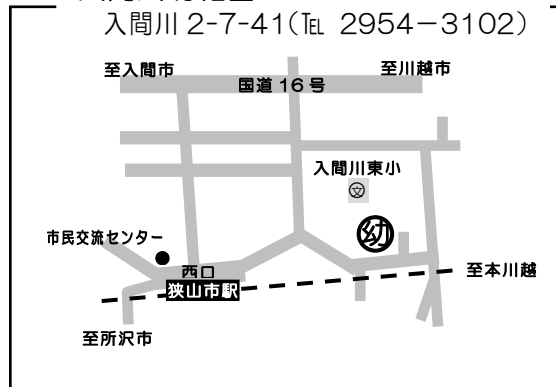 入間川 2-7-41(℡ 2954－3102)
至入間市
至川越市
国道 16 号
入間川東小
文
幼
市民交流センター
西口
狭山市駅
至本川越
至所沢市